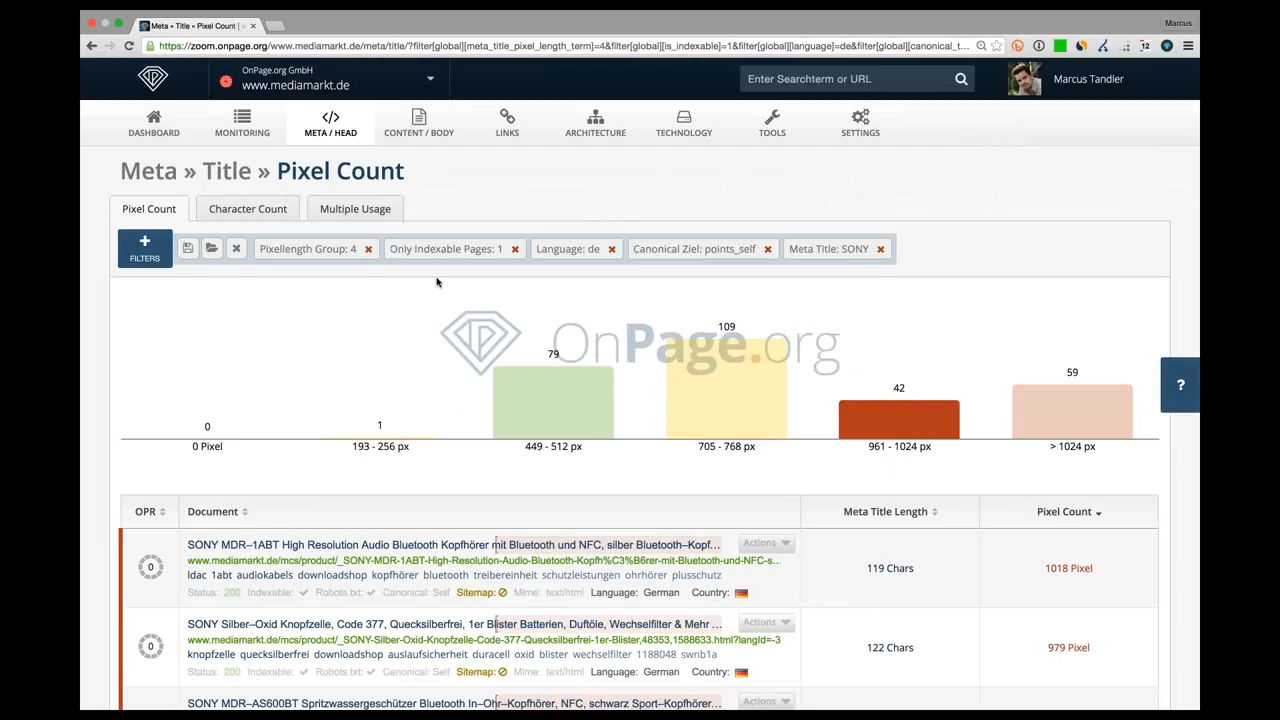 Meta » Title » Pixel Count [
Marcus
https://zoom.onpage.org/www.mediamarkt.de/meta/title/?filter[global][meta_title_pixel_length_term]=4&filter[global][is_indexable]=1&filter[global][language]=de&filter[global][canonical_t...
12
OnPage.org GmbH
www.mediamarkt.de
Enter Searchterm or URL
Marcus Tandler
DASHBOARD
MONITORING
META / HEAD
CONTENT / BODY
LINKS
ARCHITECTURE
TECHNOLOGY
TOOLS
SETTINGS
Meta » Title » Pixel Count
Pixel Count
Character Count
Multiple Usage
+ FILTERS
Pixellength Group: 4
Only Indexable Pages: 1
Language: de
Canonical Ziel: points_self
Meta Title: SONY
OnPage.org
0
1
79
109
42
59
0 Pixel
193 - 256 px
449 - 512 px
705 - 768 px
961 - 1024 px
> 1024 px
?
OPR
Document
Meta Title Length
Pixel Count
SONY MDR–1ABT High Resolution Audio Bluetooth Kopfhörer mit Bluetooth und NFC, silber Bluetooth–Kopf...
Actions
www.mediamarkt.de/mcs/product/_SONY-MDR-1ABT-High-Resolution-Audio-Bluetooth-Kopfh%C3%B6rer-mit-Bluetooth-und-NFC-s...
0
119 Chars
1018 Pixel
ldac 1abt audiokabels downloadshop kopfhörer bluetooth treibereinheit schutzleistungen ohrhörer plusschutz
Status: 200 Indexable: Robots.txt: Canonical: Self Sitemap: Mime: text/html Language: German Country:
SONY Silber–Oxid Knopfzelle, Code 377, Quecksilberfrei, 1er Blister Batterien, Duftöle, Wechselfilter & Mehr ...
Actions
www.mediamarkt.de/mcs/product/_SONY-Silber-Oxid-Knopfzelle-Code-377-Quecksilberfrei-1er-Blister,48353,1588633.html?langId=-3
0
122 Chars
979 Pixel
knopfzelle quecksilberfrei downloadshop auslaufsicherheit duracell oxid blister wechselfilter 1188048 swnb1a
Status: 200 Indexable: Robots.txt: Canonical: Self Sitemap: Mime: text/html Language: German Country:
SONY MDR–AS600BT Spritzwassergeschützer Bluetooth In–Ohr–Kopfhörer, NFC, schwarz Sport–Kopfhörer...
Actions